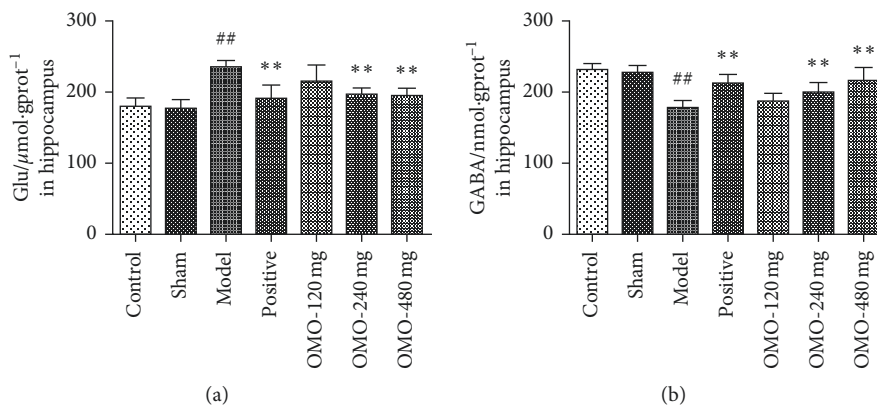 Glu/μmol·gprot⁻¹
in hippocampus
300
200
100
0
##
**
**
**
Control
Sham
Model
Positive
OMO-120 mg
OMO-240 mg
OMO-480 mg
(a)
GABA/nmol·gprot⁻¹
in hippocampus
300
200
100
0
##
**
**
**
Control
Sham
Model
Positive
OMO-120 mg
OMO-240 mg
OMO-480 mg
(b)